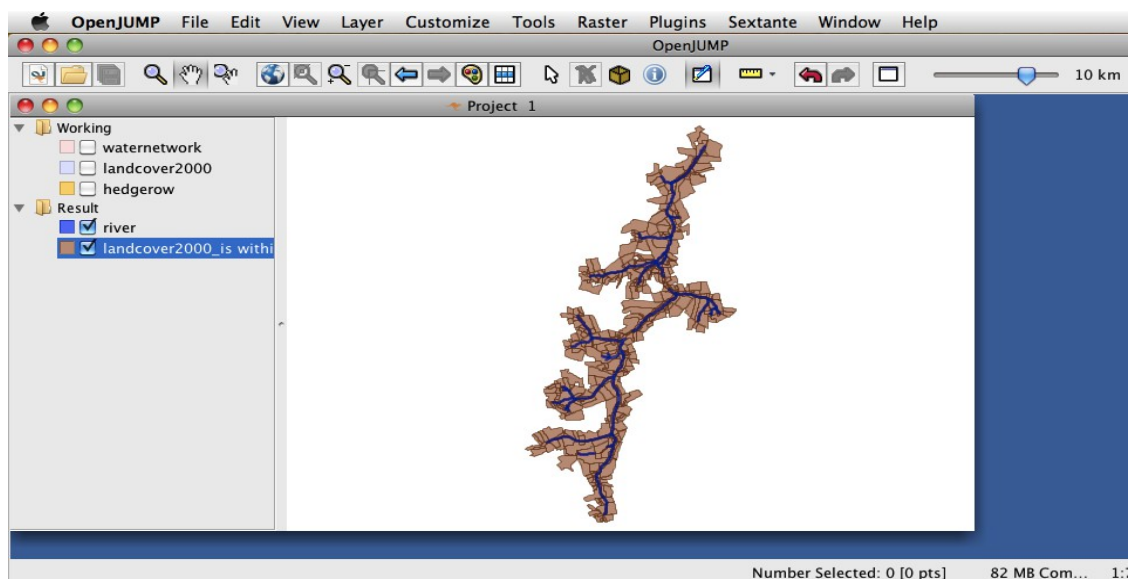 OpenJUMP File Edit View Layer Customize Tools Raster Plugins Sextante Window Help
OpenJUMP
10 km
Project 1
Working
waternetwork
landcover2000
hedgerow
Result
river
landcover2000_is withi
Number Selected: 0 [0 pts] 82 MB Com... 1: